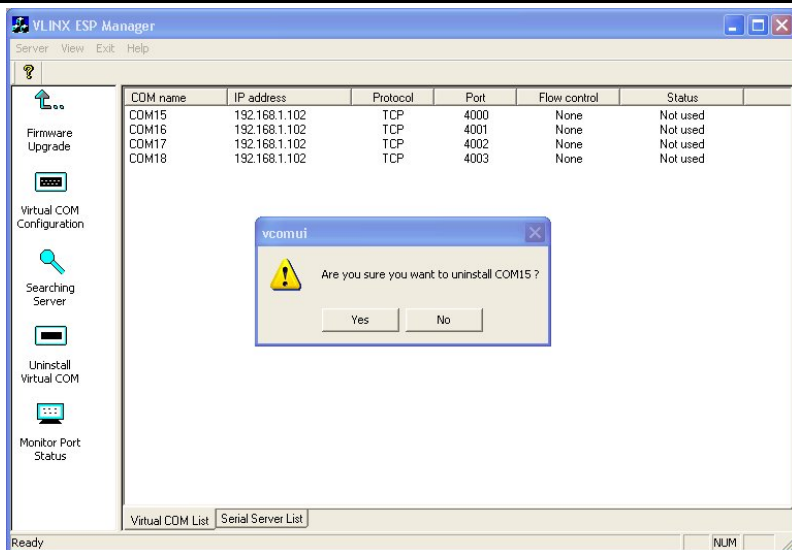 VLINX ESP Manager
Server View Exit Help
Firmware
Upgrade
Virtual COM
Configuration
Searching
Server
Uninstall
Virtual COM
Monitor Port
Status
COM name IP address Protocol Port Flow control Status
COM15 192.168.1.102 TCP 4000 None Not used
COM16 192.168.1.102 TCP 4001 None Not used
COM17 192.168.1.102 TCP 4002 None Not used
COM18 192.168.1.102 TCP 4003 None Not used
vcomui
Are you sure you want to uninstall COM15 ?
Yes No
Virtual COM List Serial Server List
Ready NUM